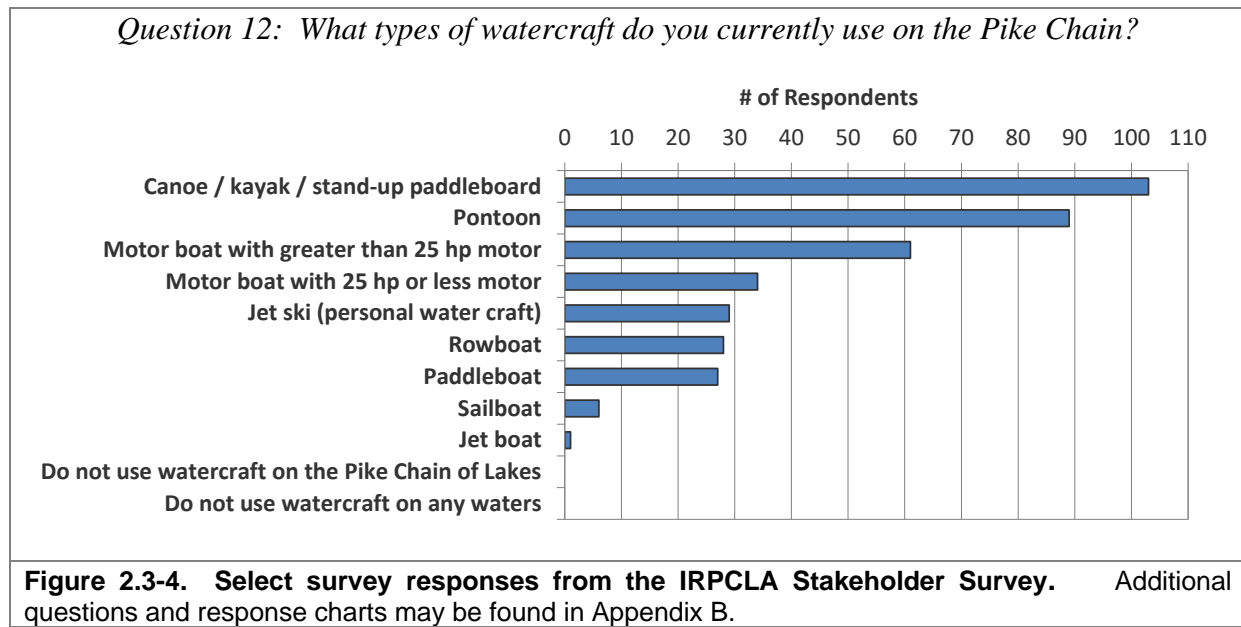 Question 12:  What types of watercraft do you currently use on the Pike Chain?
# of Respondents
0 10 20 30 40 50 60 70 80 90 100 110
Canoe / kayak / stand-up paddleboard
Pontoon
Motor boat with greater than 25 hp motor
Motor boat with 25 hp or less motor
Jet ski (personal water craft)
Rowboat
Paddleboat
Sailboat
Jet boat
Do not use watercraft on the Pike Chain of Lakes
Do not use watercraft on any waters
Figure 2.3-4. Select survey responses from the IRPCLA Stakeholder Survey. Additional
questions and response charts may be found in Appendix B.